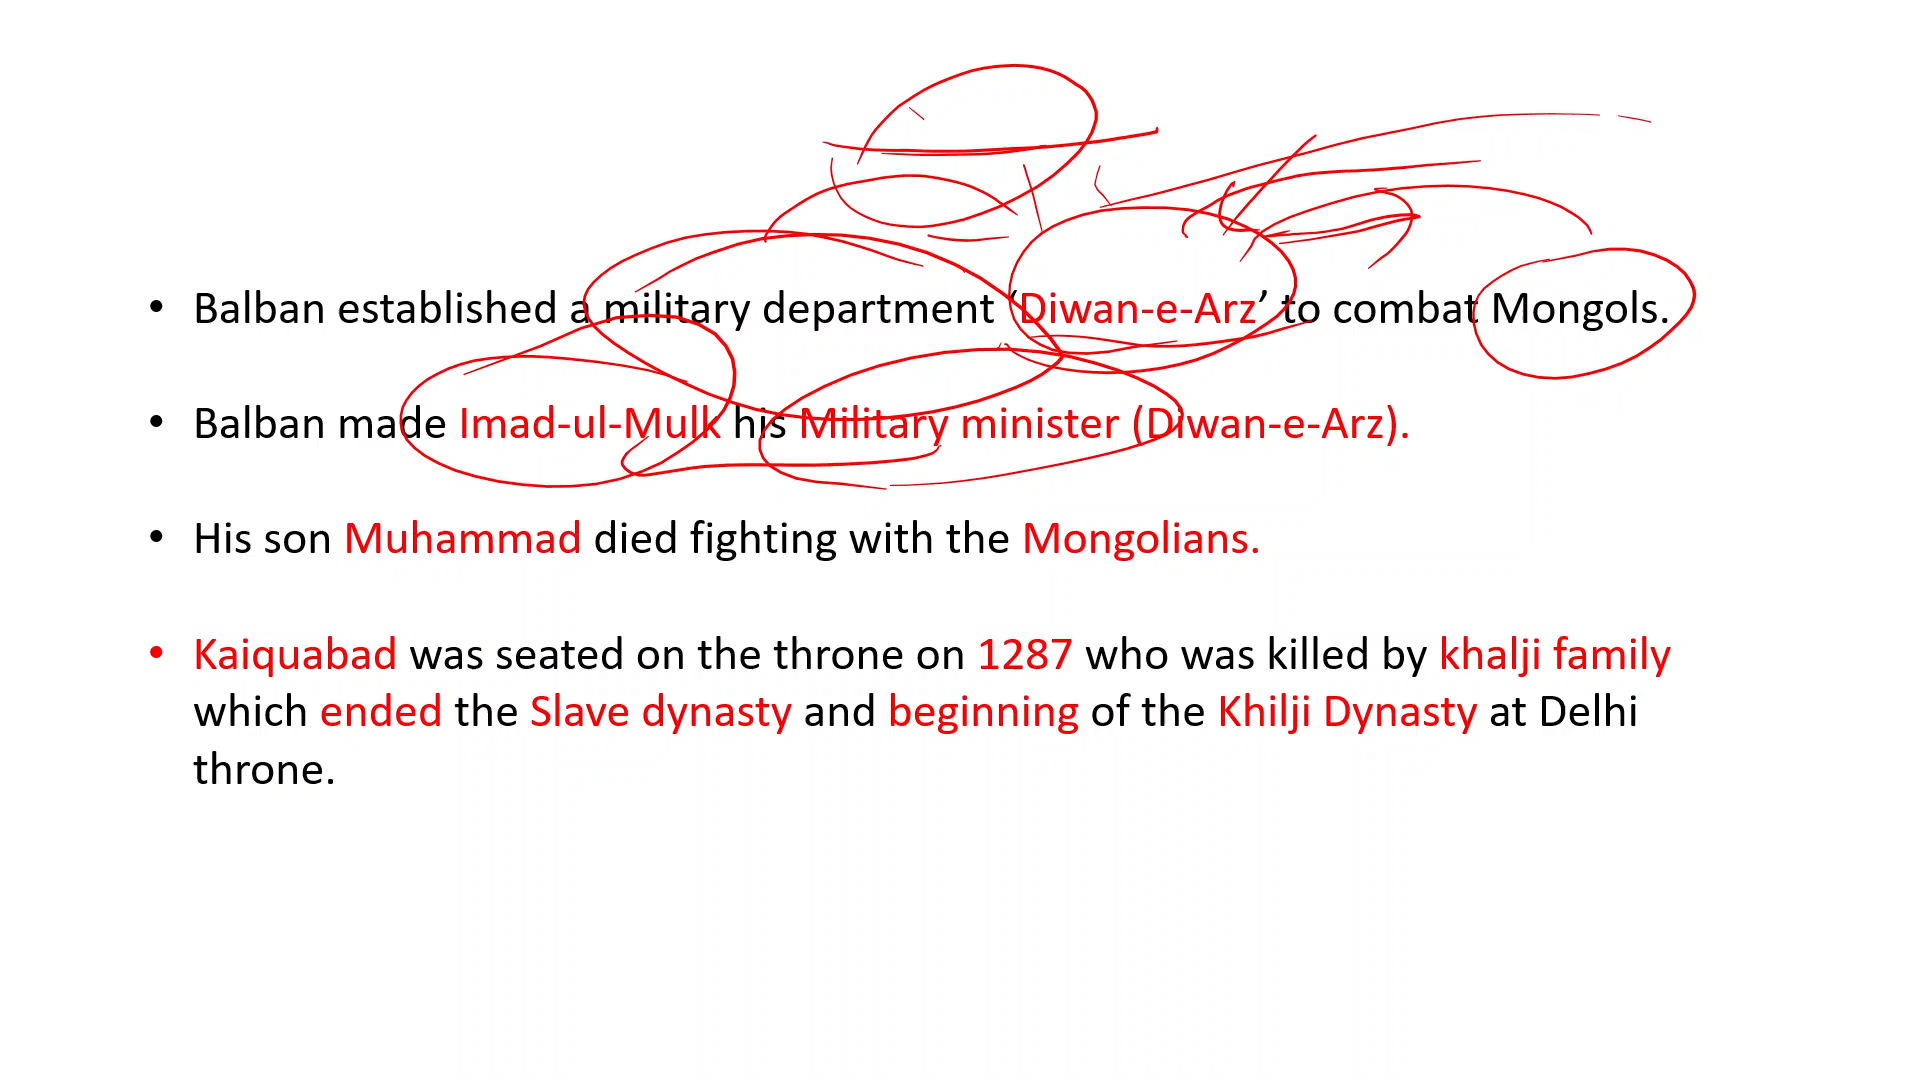 • Balban established a military department ‘Diwan-e-Arz’ to combat Mongols.
• Balban made Imad-ul-Mulk his Military minister (Diwan-e-Arz).
• His son Muhammad died fighting with the Mongolians.
• Kaiquabad was seated on the throne on 1287 who was killed by khalji family
which ended the Slave dynasty and beginning of the Khilji Dynasty at Delhi
throne.